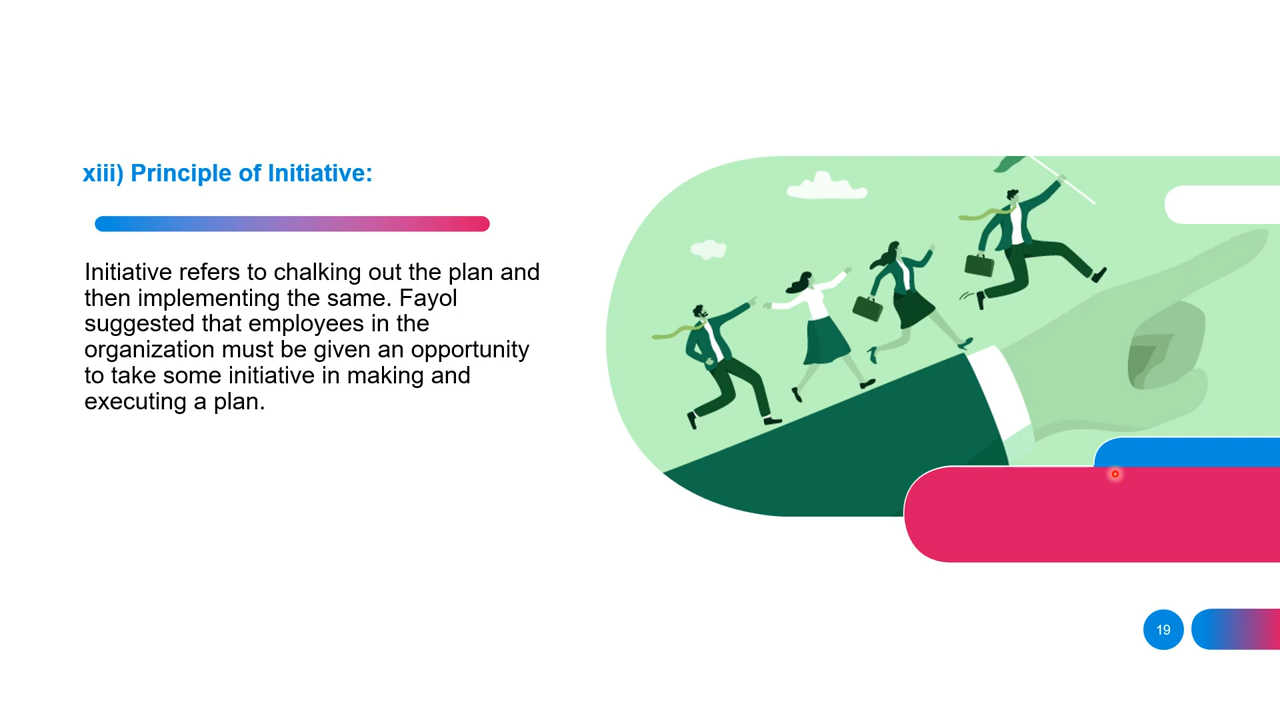 xiii) Principle of Initiative:
Initiative refers to chalking out the plan and
then implementing the same. Fayol
suggested that employees in the
organization must be given an opportunity
to take some initiative in making and
executing a plan.
19